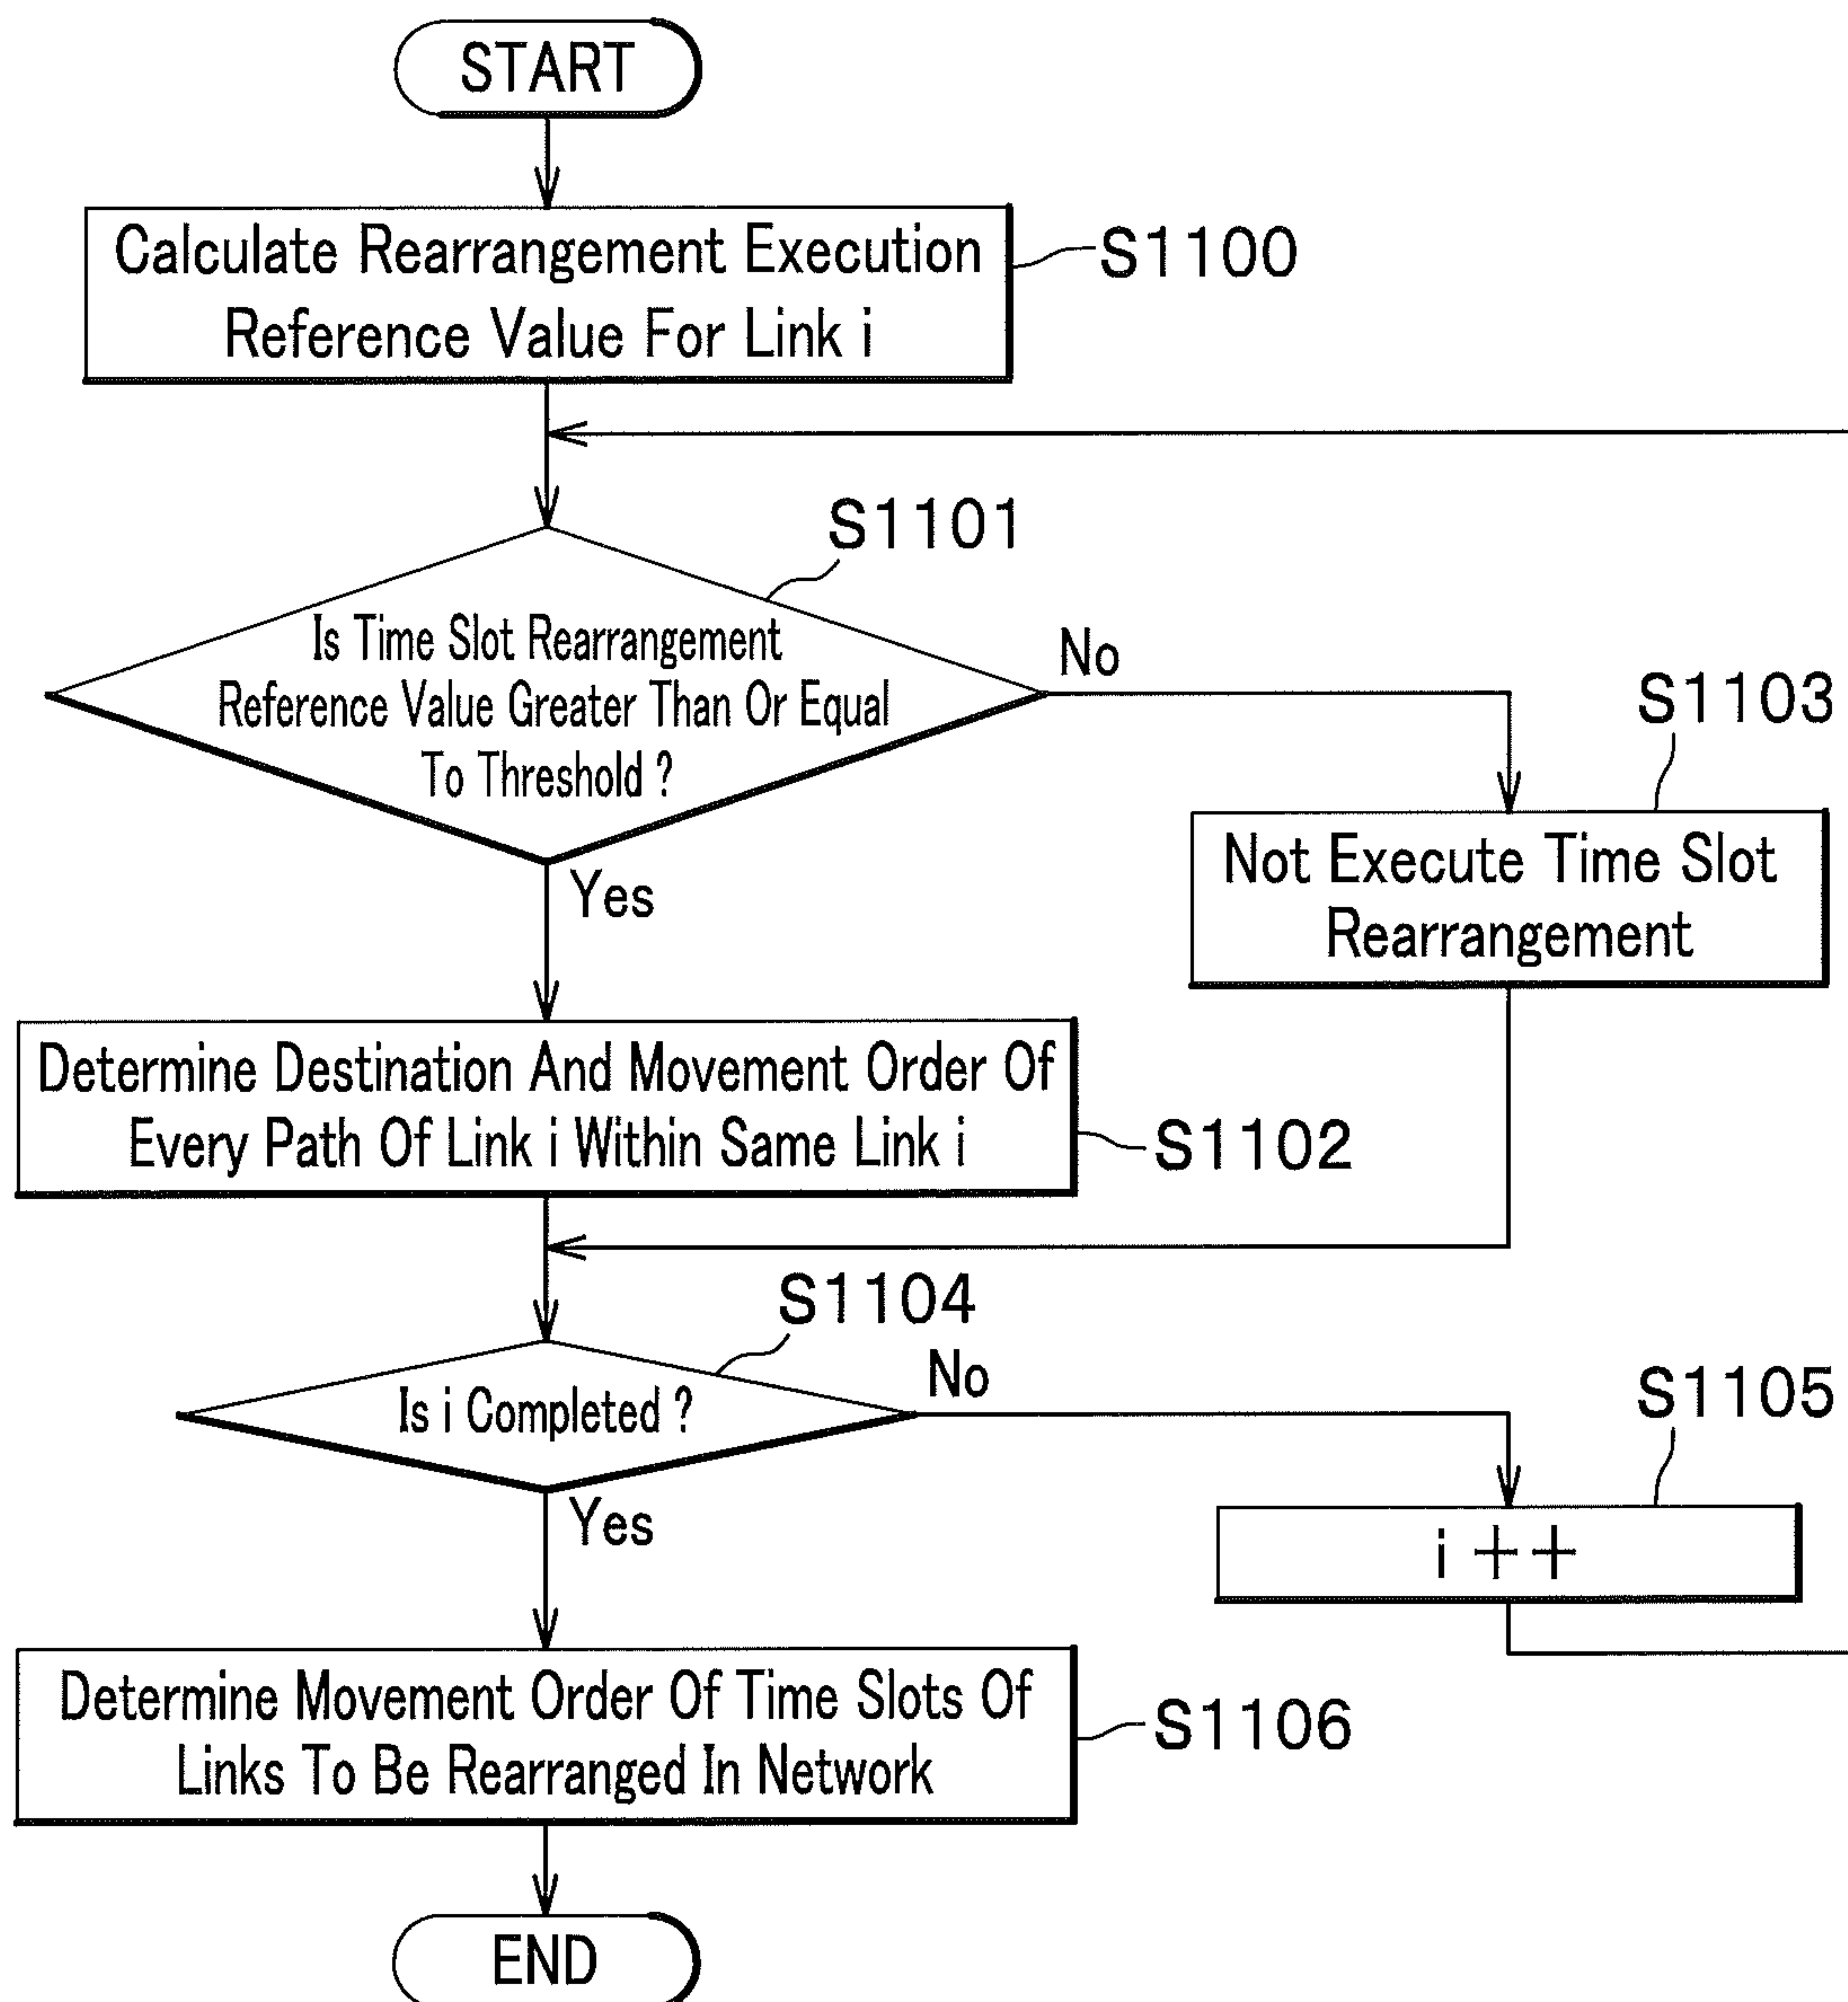 START
Calculate Rearrangement Execution
Reference Value For Link i
S1100
S1101
Is Time Slot Rearrangement
Reference Value Greater Than Or Equal
To Threshold ?
No
Yes
S1103
Not Execute Time Slot
Rearrangement
Determine Destination And Movement Order Of
Every Path Of Link i Within Same Link i
S1102
S1104
Is i Completed ?
No
Yes
S1105
i ++
Determine Movement Order Of Time Slots Of
Links To Be Rearranged In Network
S1106
END